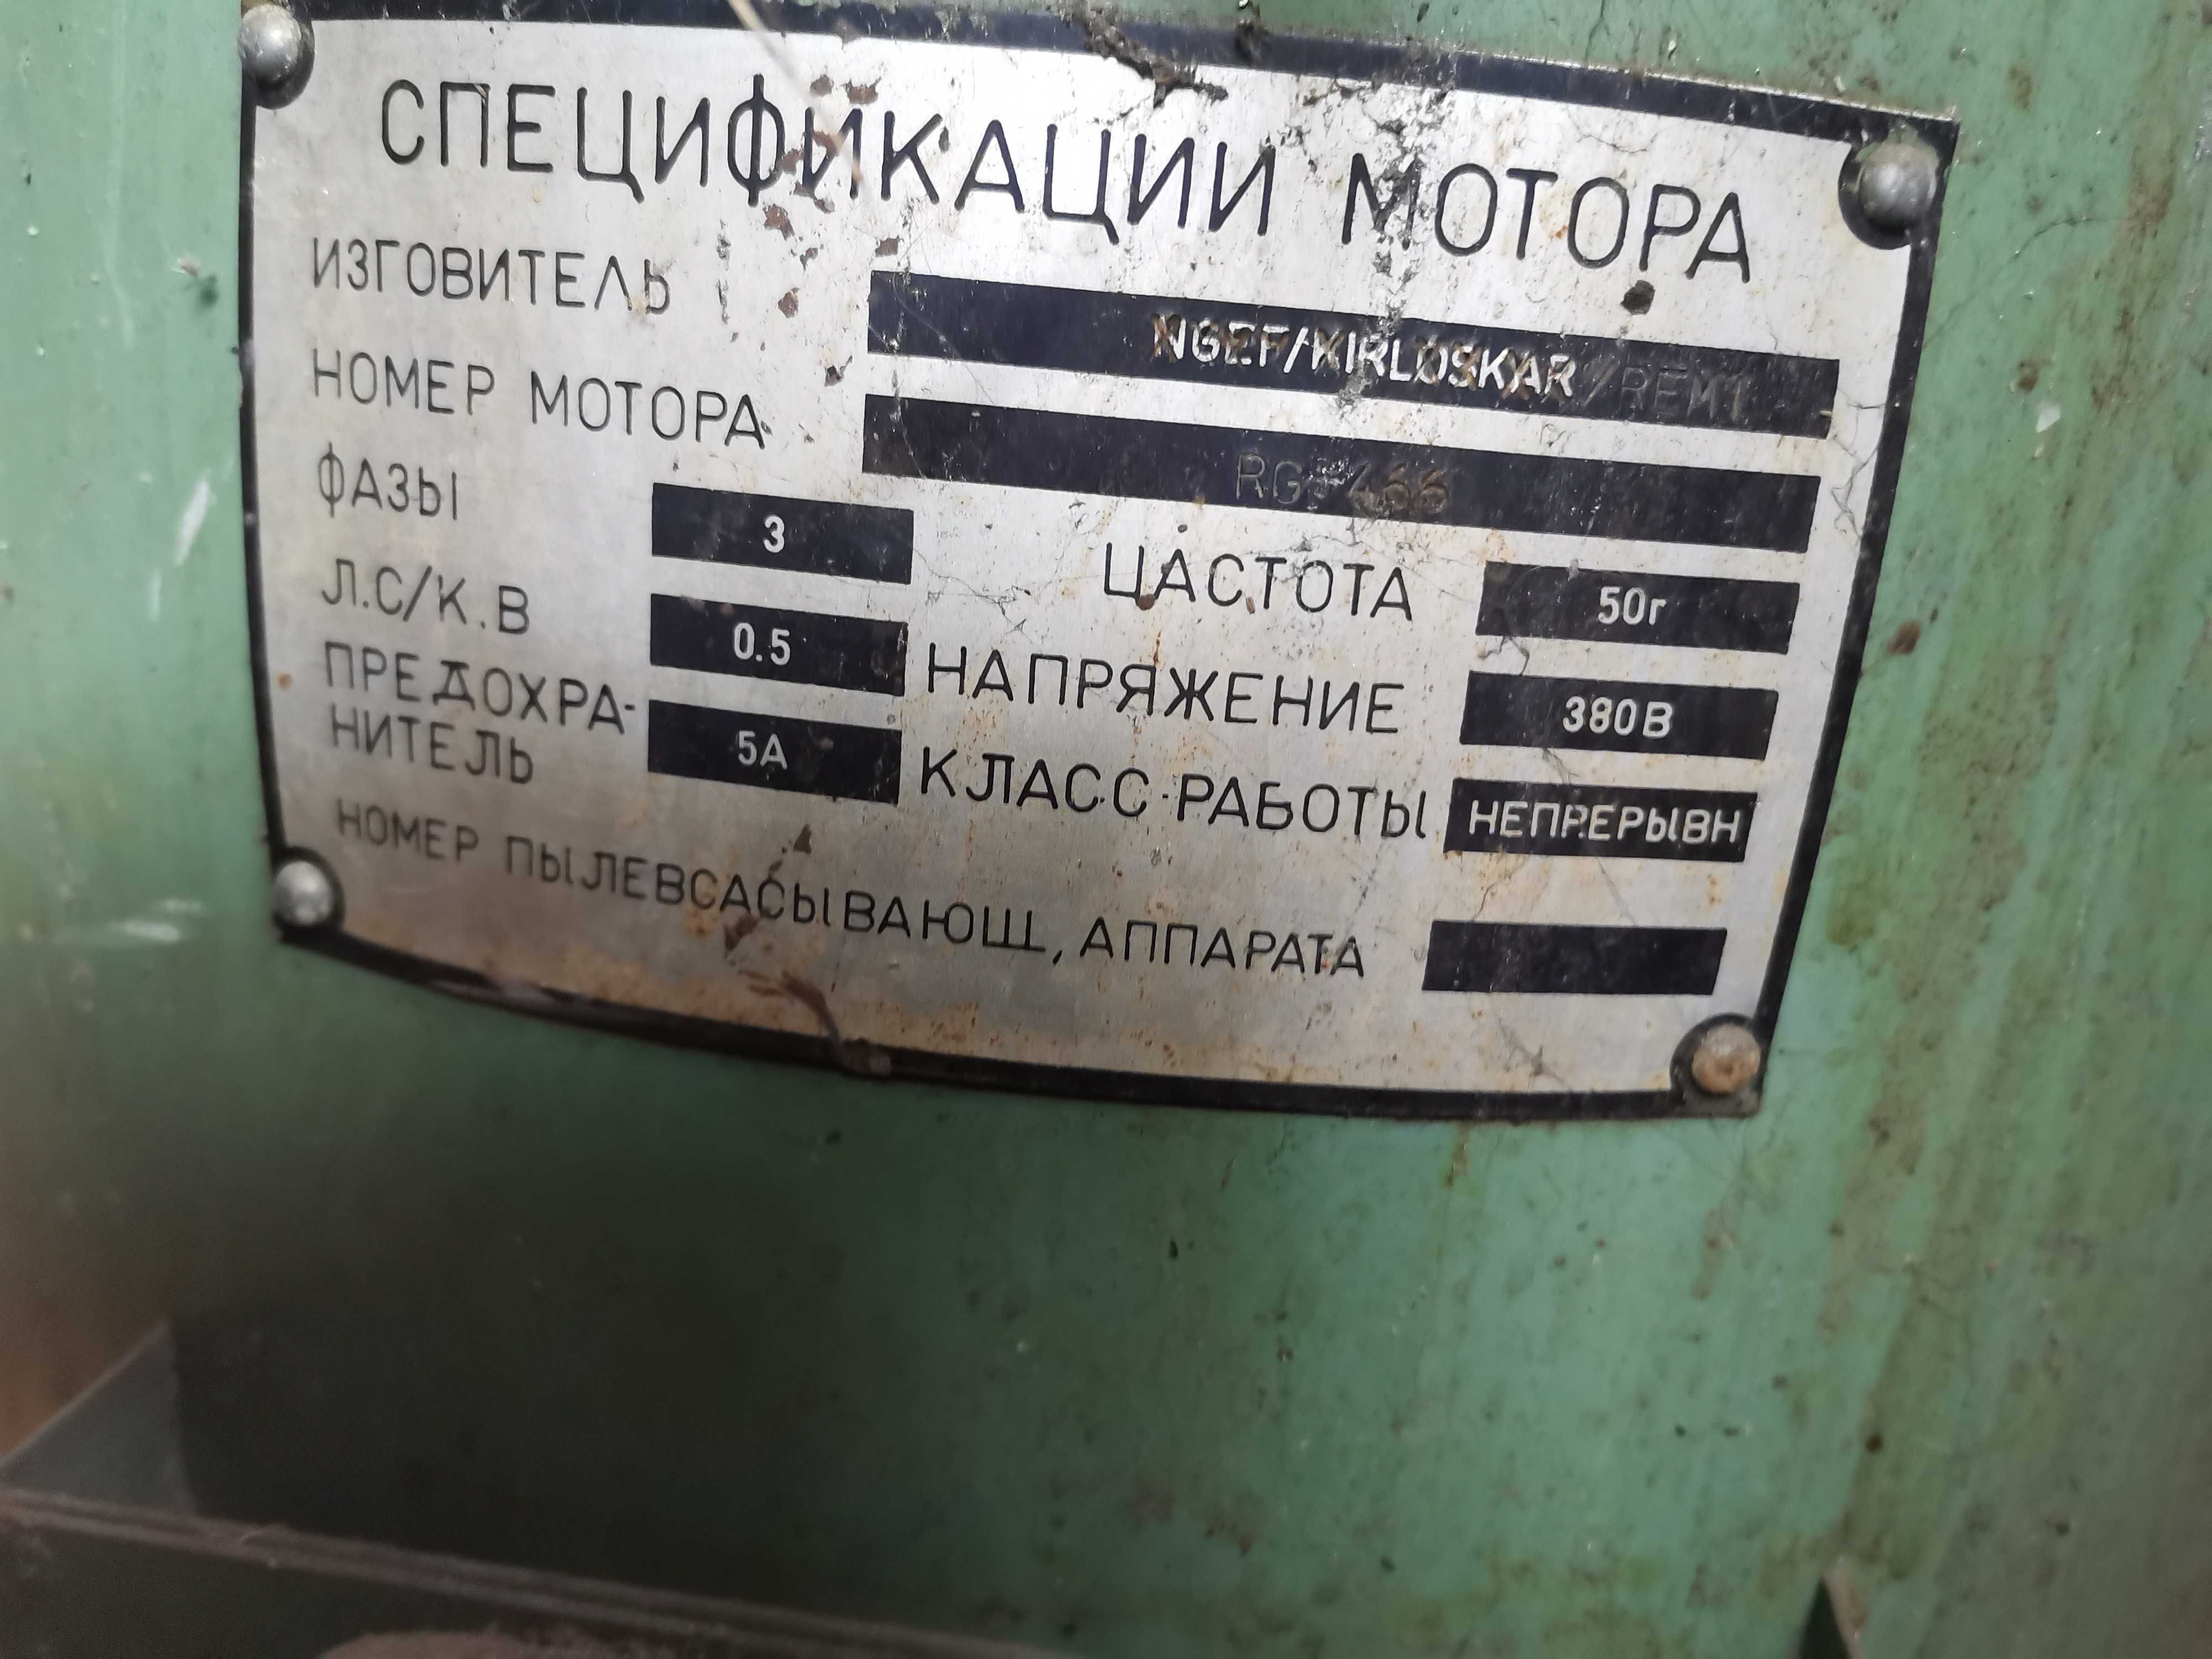 СПЕЦИФИКАЦИИ МОТОРА
ИЗГОВИТЕЛЬ NGEF/KIRLOSKAR/REMI
НОМЕР МОТОРА
ФАЗЫ 3 ЦАСТОТА 50г
Л.С/К.В 0.5 НАПРЯЖЕНИЕ 380В
ПРЕДОХРА-
НИТЕЛЬ 5А КЛАСС РАБОТЫ НЕПРЕРЫВН
НОМЕР ПЫЛЕВСАСЫВАЮЩ, АППАРАТА